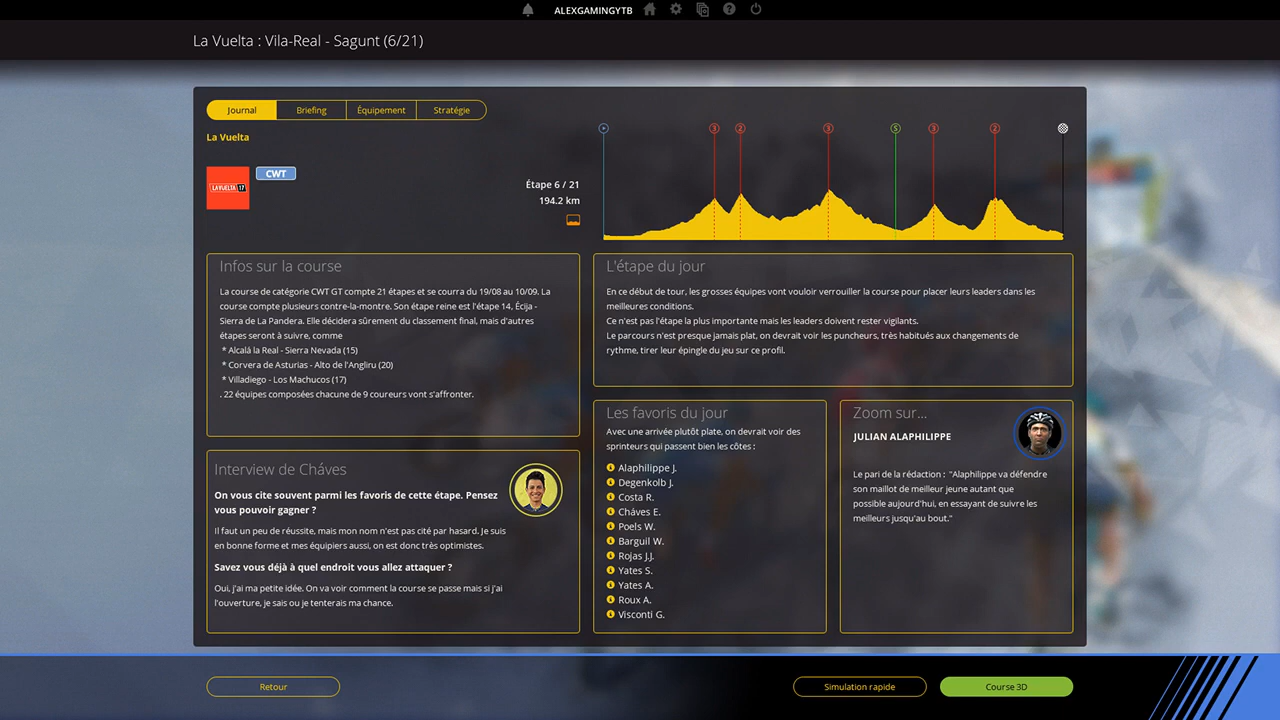 ALEXGAMINGYTB
La Vuelta : Vila-Real - Sagunt (6/21)
Journal
Briefing
Équipement
Stratégie
La Vuelta
LA VUELTA 17
CWT
Étape 6 / 21
194.2 km
3
2
3
S
3
2
Infos sur la course
La course de catégorie CWT GT compte 21 étapes et se courra du 19/08 au 10/09. La
course compte plusieurs contre-la-montre. Son étape reine est l'étape 14, Écija -
Sierra de La Pandera. Elle décidera sûrement du classement final, mais d'autres
étapes seront à suivre, comme
* Alcalá la Real - Sierra Nevada (15)
* Corvera de Asturias - Alto de l'Angliru (20)
* Villadiego - Los Machucos (17)
. 22 équipes composées chacune de 9 coureurs vont s'affronter.
L'étape du jour
En ce début de tour, les grosses équipes vont vouloir verrouiller la course pour placer leurs leaders dans les
meilleures conditions.
Ce n'est pas l'étape la plus importante mais les leaders doivent rester vigilants.
Le parcours n'est presque jamais plat, on devrait voir les puncheurs, très habitués aux changements de
rythme, tirer leur épingle du jeu sur ce profil.
Interview de Cháves
On vous cite souvent parmi les favoris de cette étape. Pensez
vous pouvoir gagner ?
Il faut un peu de réussite, mais mon nom n'est pas cité par hasard. Je suis
en bonne forme et mes équipiers aussi, on est donc très optimistes.
Savez vous déjà à quel endroit vous allez attaquer ?
Oui, j'ai ma petite idée. On va voir comment la course se passe mais si j'ai
l'ouverture, je sais ou je tenterais ma chance.
Les favoris du jour
Avec une arrivée plutôt plate, on devrait voir des
sprinteurs qui passent bien les côtes :
Alaphilippe J.
Degenkolb J.
Costa R.
Cháves E.
Poels W.
Barguil W.
Rojas J.J.
Yates S.
Yates A.
Roux A.
Visconti G.
Zoom sur...
JULIAN ALAPHILIPPE
Le pari de la rédaction : "Alaphilippe va défendre
son maillot de meilleur jeune autant que
possible aujourd'hui, en essayant de suivre les
meilleurs jusqu'au bout."
Retour
Simulation rapide
Course 3D